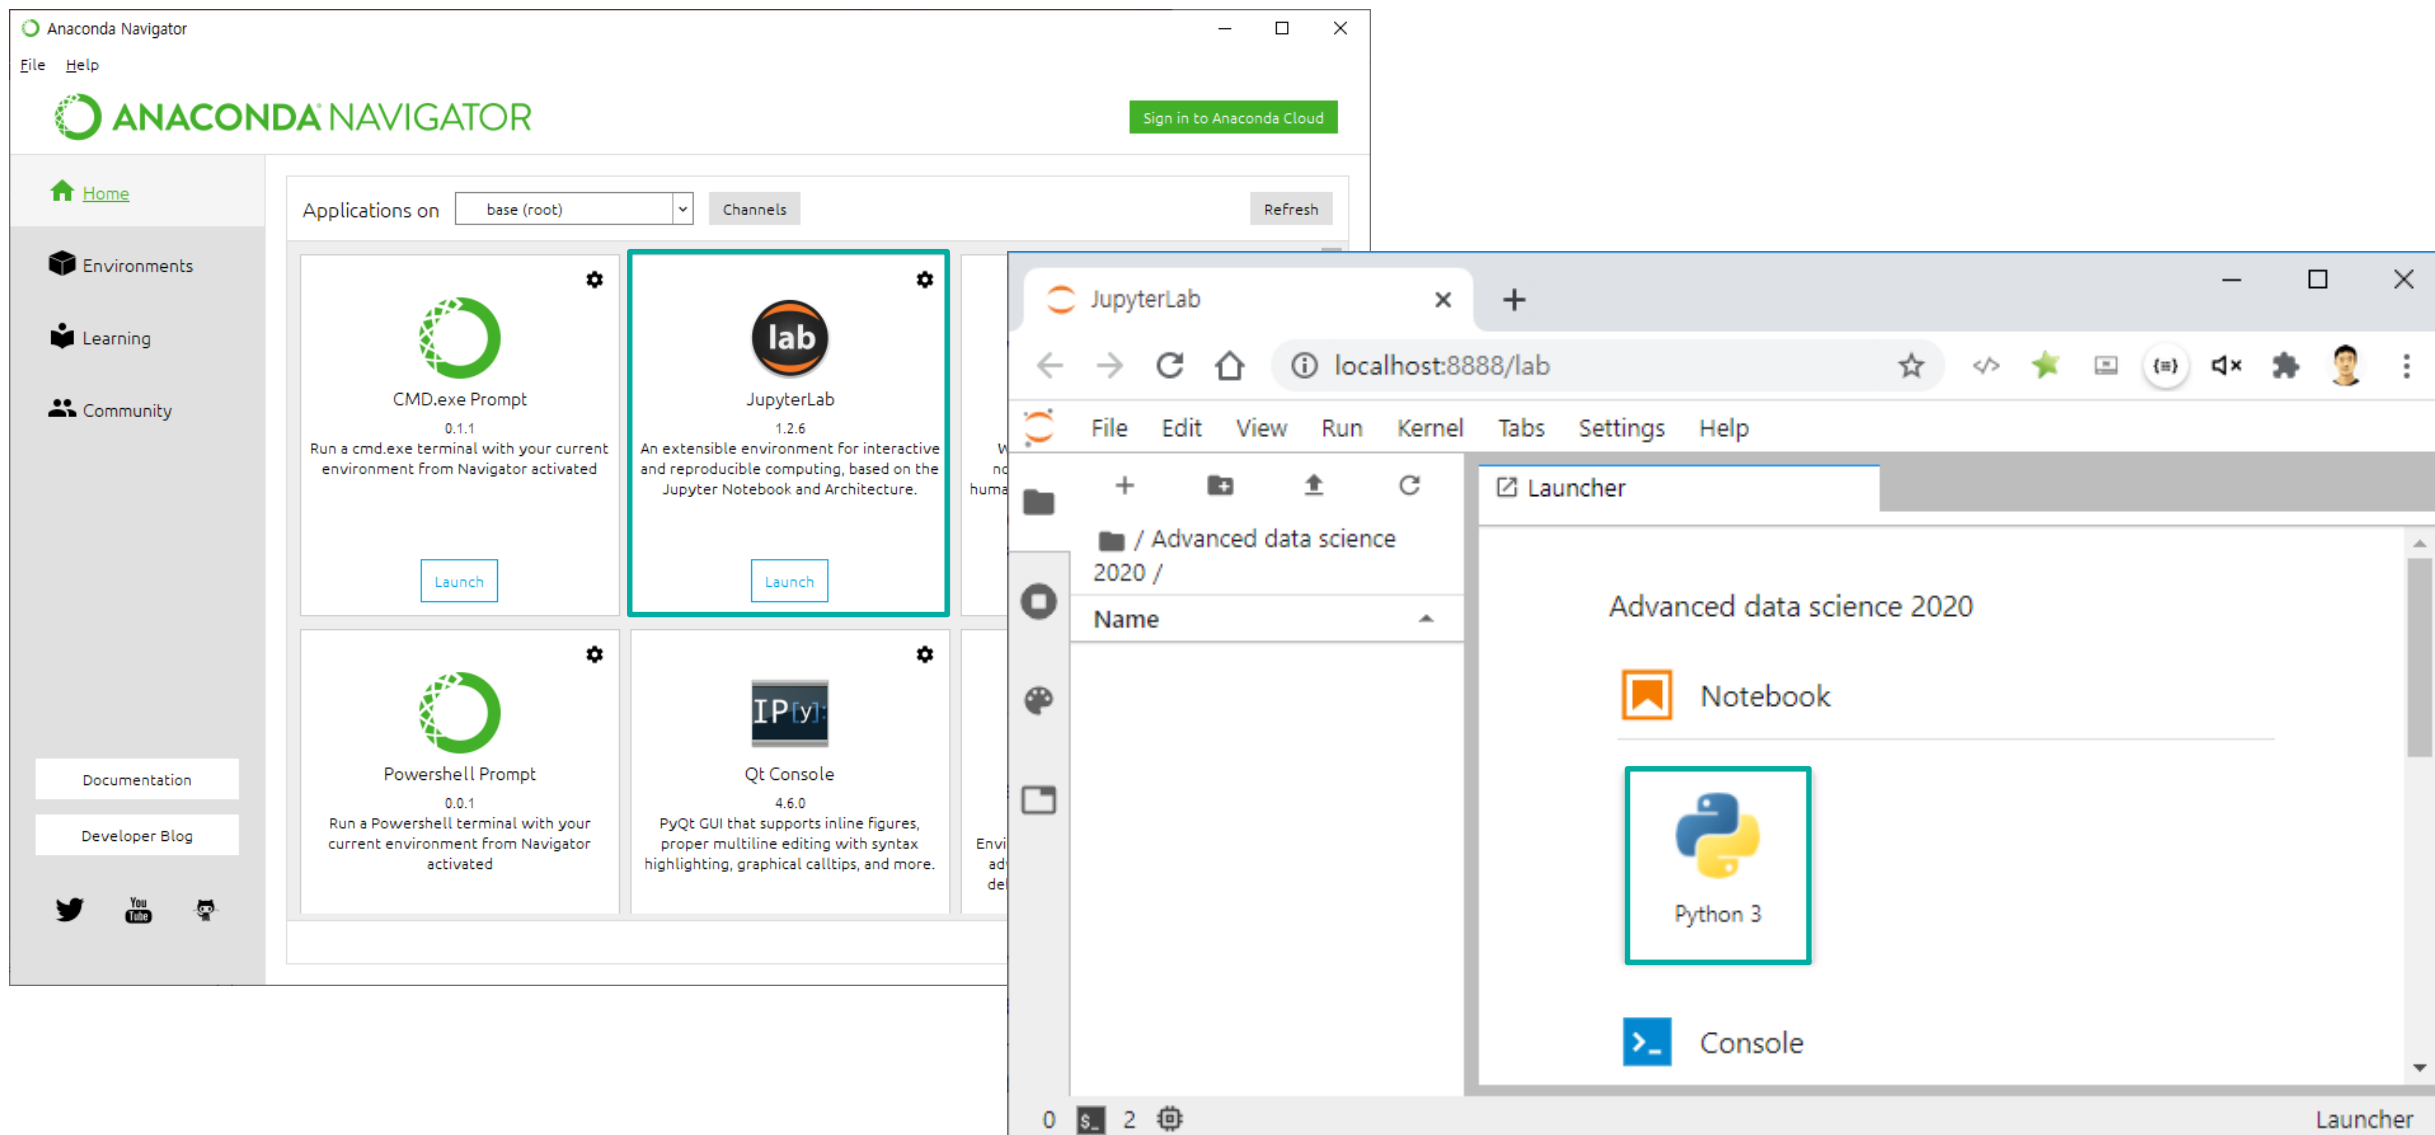 Anaconda Navigator
File Help
ANACONDA NAVIGATOR
Sign in to Anaconda Cloud
Home
Environments
Learning
Community
Documentation
Developer Blog
You
Tube
Applications on base (root) Channels Refresh
CMD.exe Prompt
0.1.1
Run a cmd.exe terminal with your current
environment from Navigator activated
Launch
lab
JupyterLab
1.2.6
An extensible environment for interactive
and reproducible computing, based on the
Jupyter Notebook and Architecture.
Launch
Powershell Prompt
0.0.1
Run a Powershell terminal with your
current environment from Navigator
activated
IP[y]:
Qt Console
4.6.0
PyQt GUI that supports inline figures,
proper multiline editing with syntax
highlighting, graphical calltips, and more.
JupyterLab
localhost:8888/lab
File Edit View Run Kernel Tabs Settings Help
/ Advanced data science
2020 /
Name
Launcher
Advanced data science 2020
Notebook
Python 3
Console
0 $_ 2
Launcher